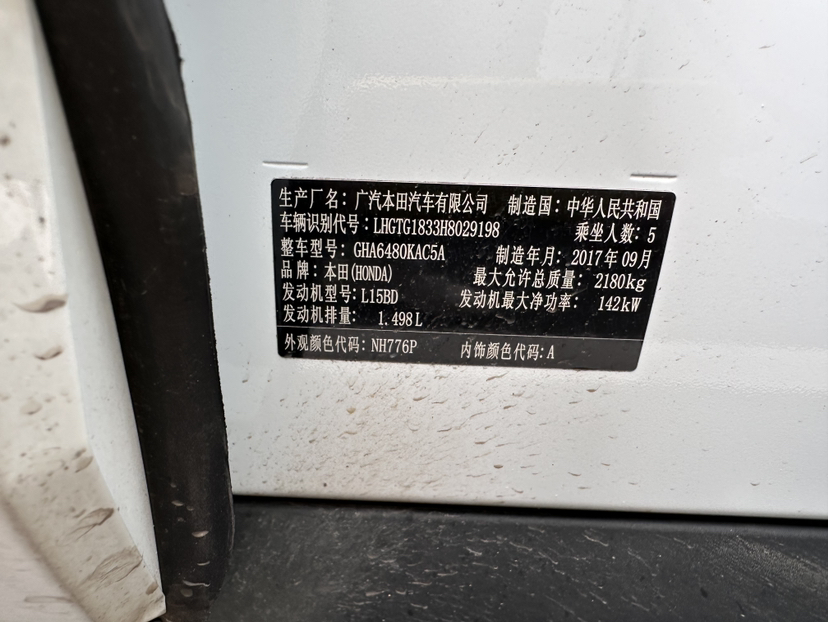 生产厂名：广汽本田汽车有限公司 制造国：中华人民共和国
车辆识别代号：LHGTG1833H8029198 乘坐人数：5
整车型号：GHA6480KAC5A 制造年月：2017年09月
品牌：本田(HONDA) 最大允许总质量：2180kg
发动机型号：L15BD 发动机最大净功率：142kW
发动机排量：1.498L
外观颜色代码：NH776P 内饰颜色代码：A